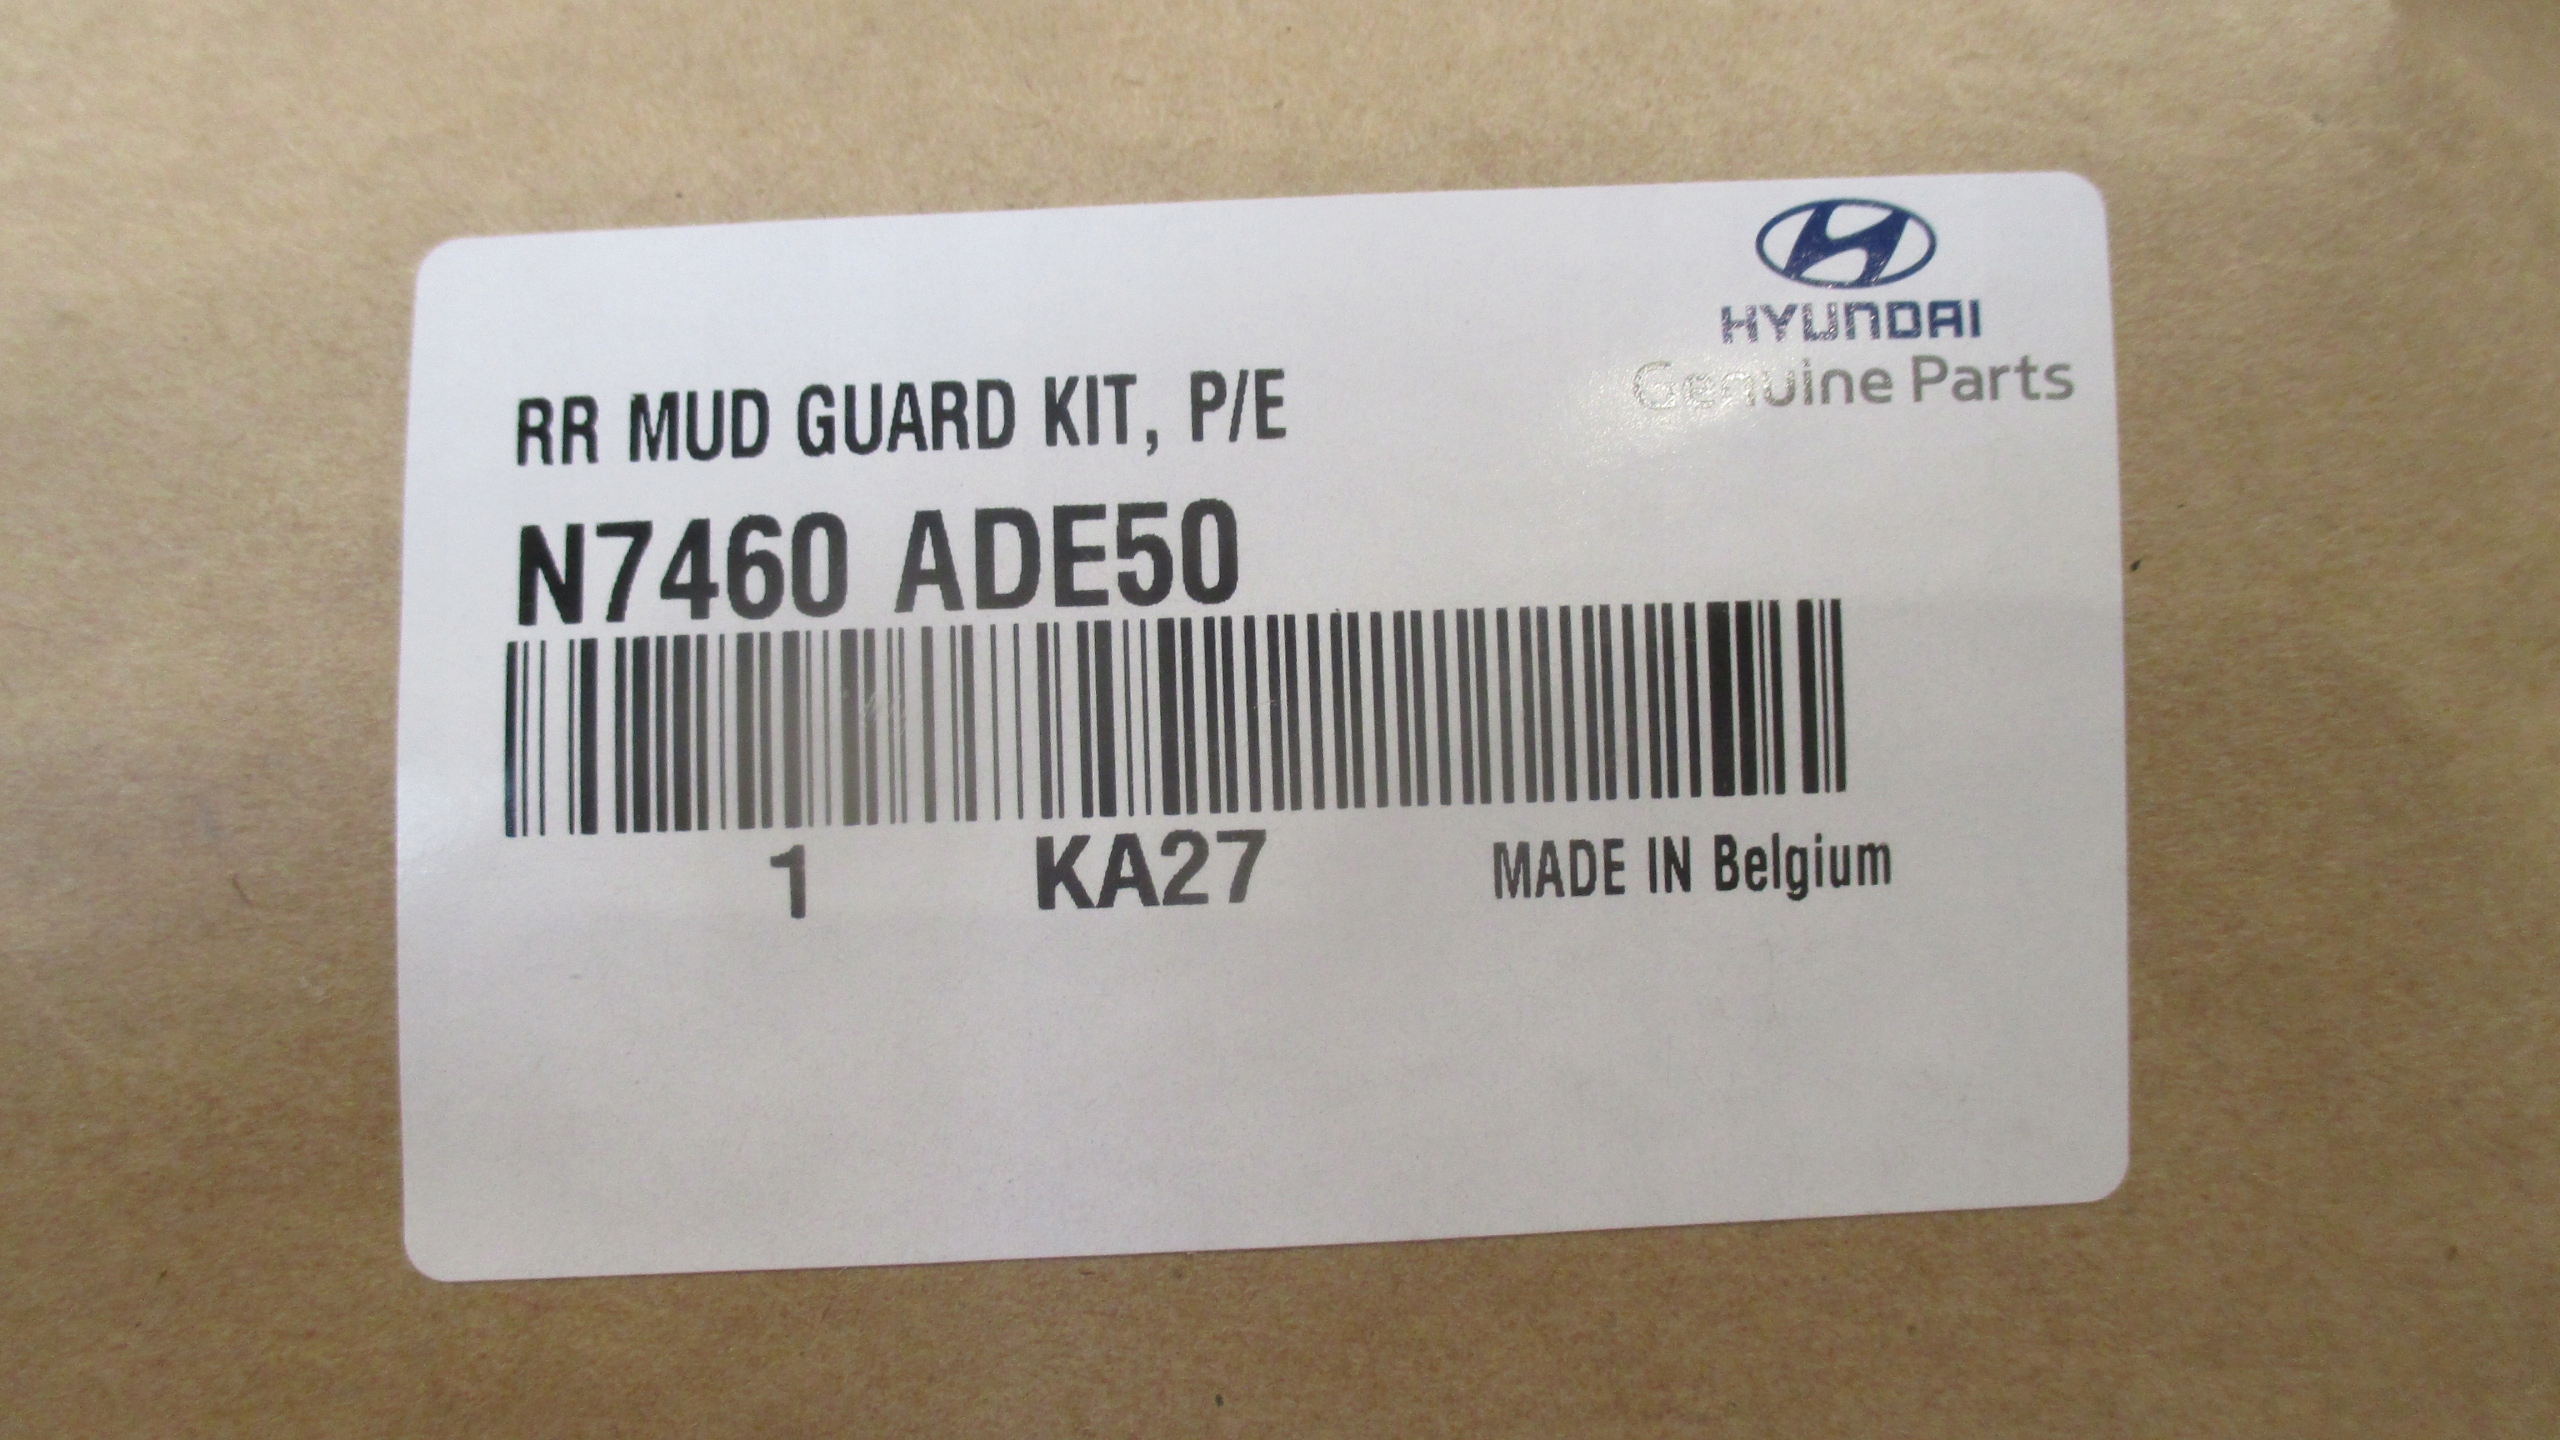 HYUNDAI
Genuine Parts
RR MUD GUARD KIT, P/E
N7460 ADE50
1 KA27 MADE IN Belgium